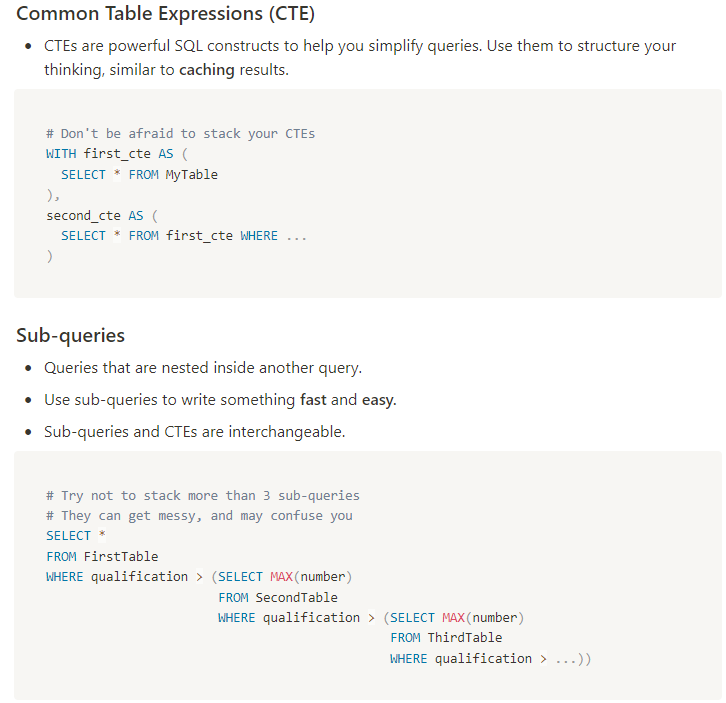 Common Table Expressions (CTE)
• CTEs are powerful SQL constructs to help you simplify queries. Use them to structure your
thinking, similar to caching results.
# Don't be afraid to stack your CTEs
WITH first_cte AS (
  SELECT * FROM MyTable
),
second_cte AS (
  SELECT * FROM first_cte WHERE ...
)
Sub-queries
• Queries that are nested inside another query.
• Use sub-queries to write something fast and easy.
• Sub-queries and CTEs are interchangeable.
# Try not to stack more than 3 sub-queries
# They can get messy, and may confuse you
SELECT *
FROM FirstTable
WHERE qualification > (SELECT MAX(number)
                       FROM SecondTable
                       WHERE qualification > (SELECT MAX(number)
                                              FROM ThirdTable
                                              WHERE qualification > ...))